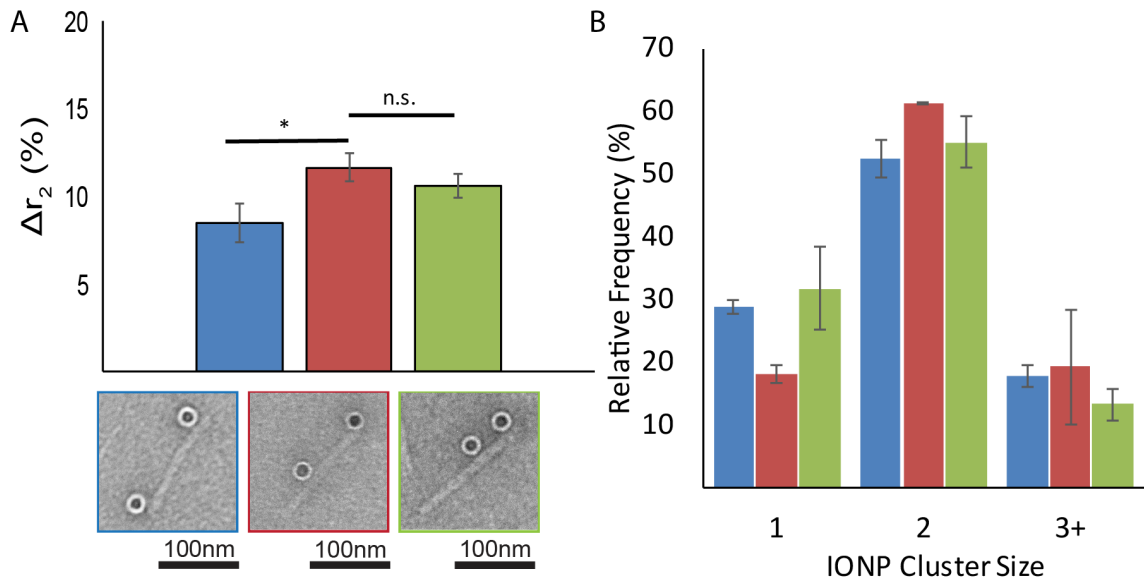 A
20
15
10
5
Δr₂ (%)
*
n.s.
100nm 100nm 100nm
B
70
60
50
40
30
20
10
Relative Frequency (%)
1 2 3+
IONP Cluster Size